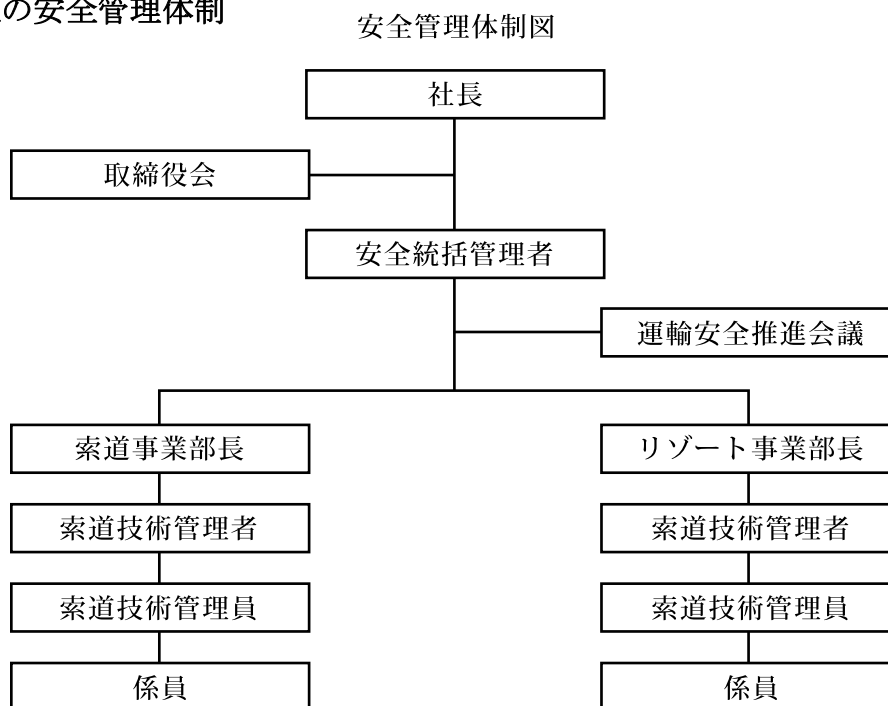 の安全管理体制
安全管理体制図
社長
取締役会
安全統括管理者
運輸安全推進会議
索道事業部長
リゾート事業部長
索道技術管理者
索道技術管理者
索道技術管理員
索道技術管理員
係員
係員